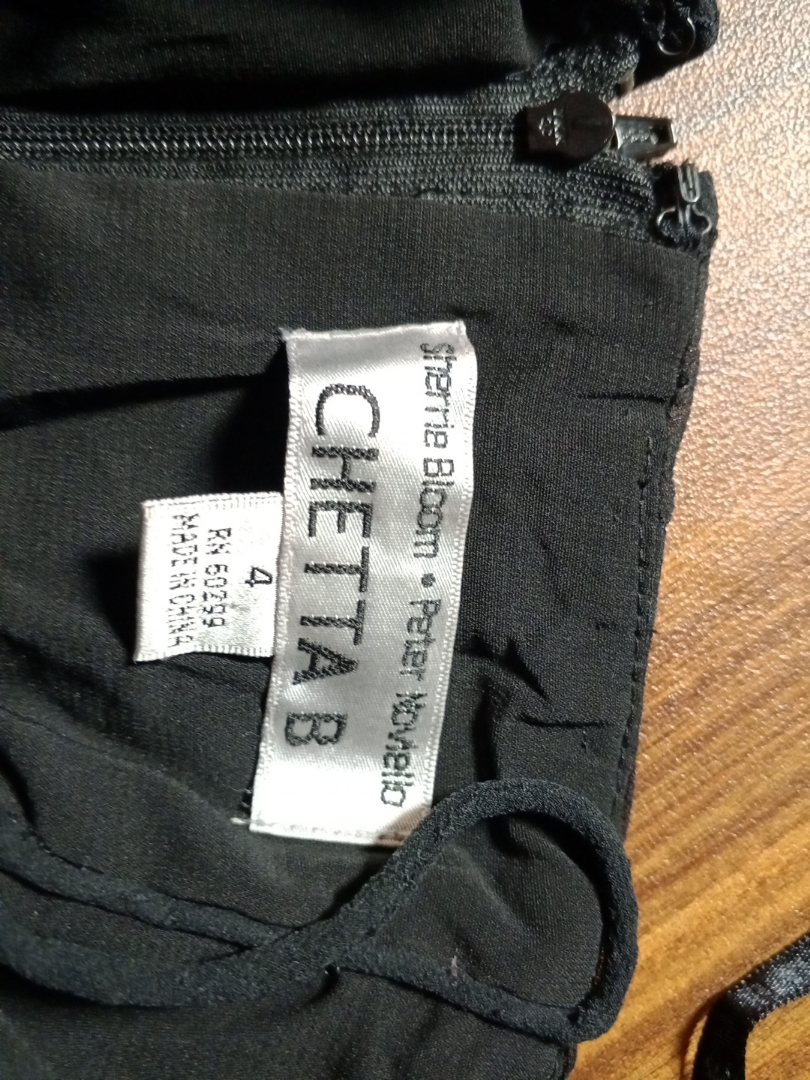 Sherrie Bloom • Peter Noviello
CHETTA B
4
RN 60299
MADE IN CHINA